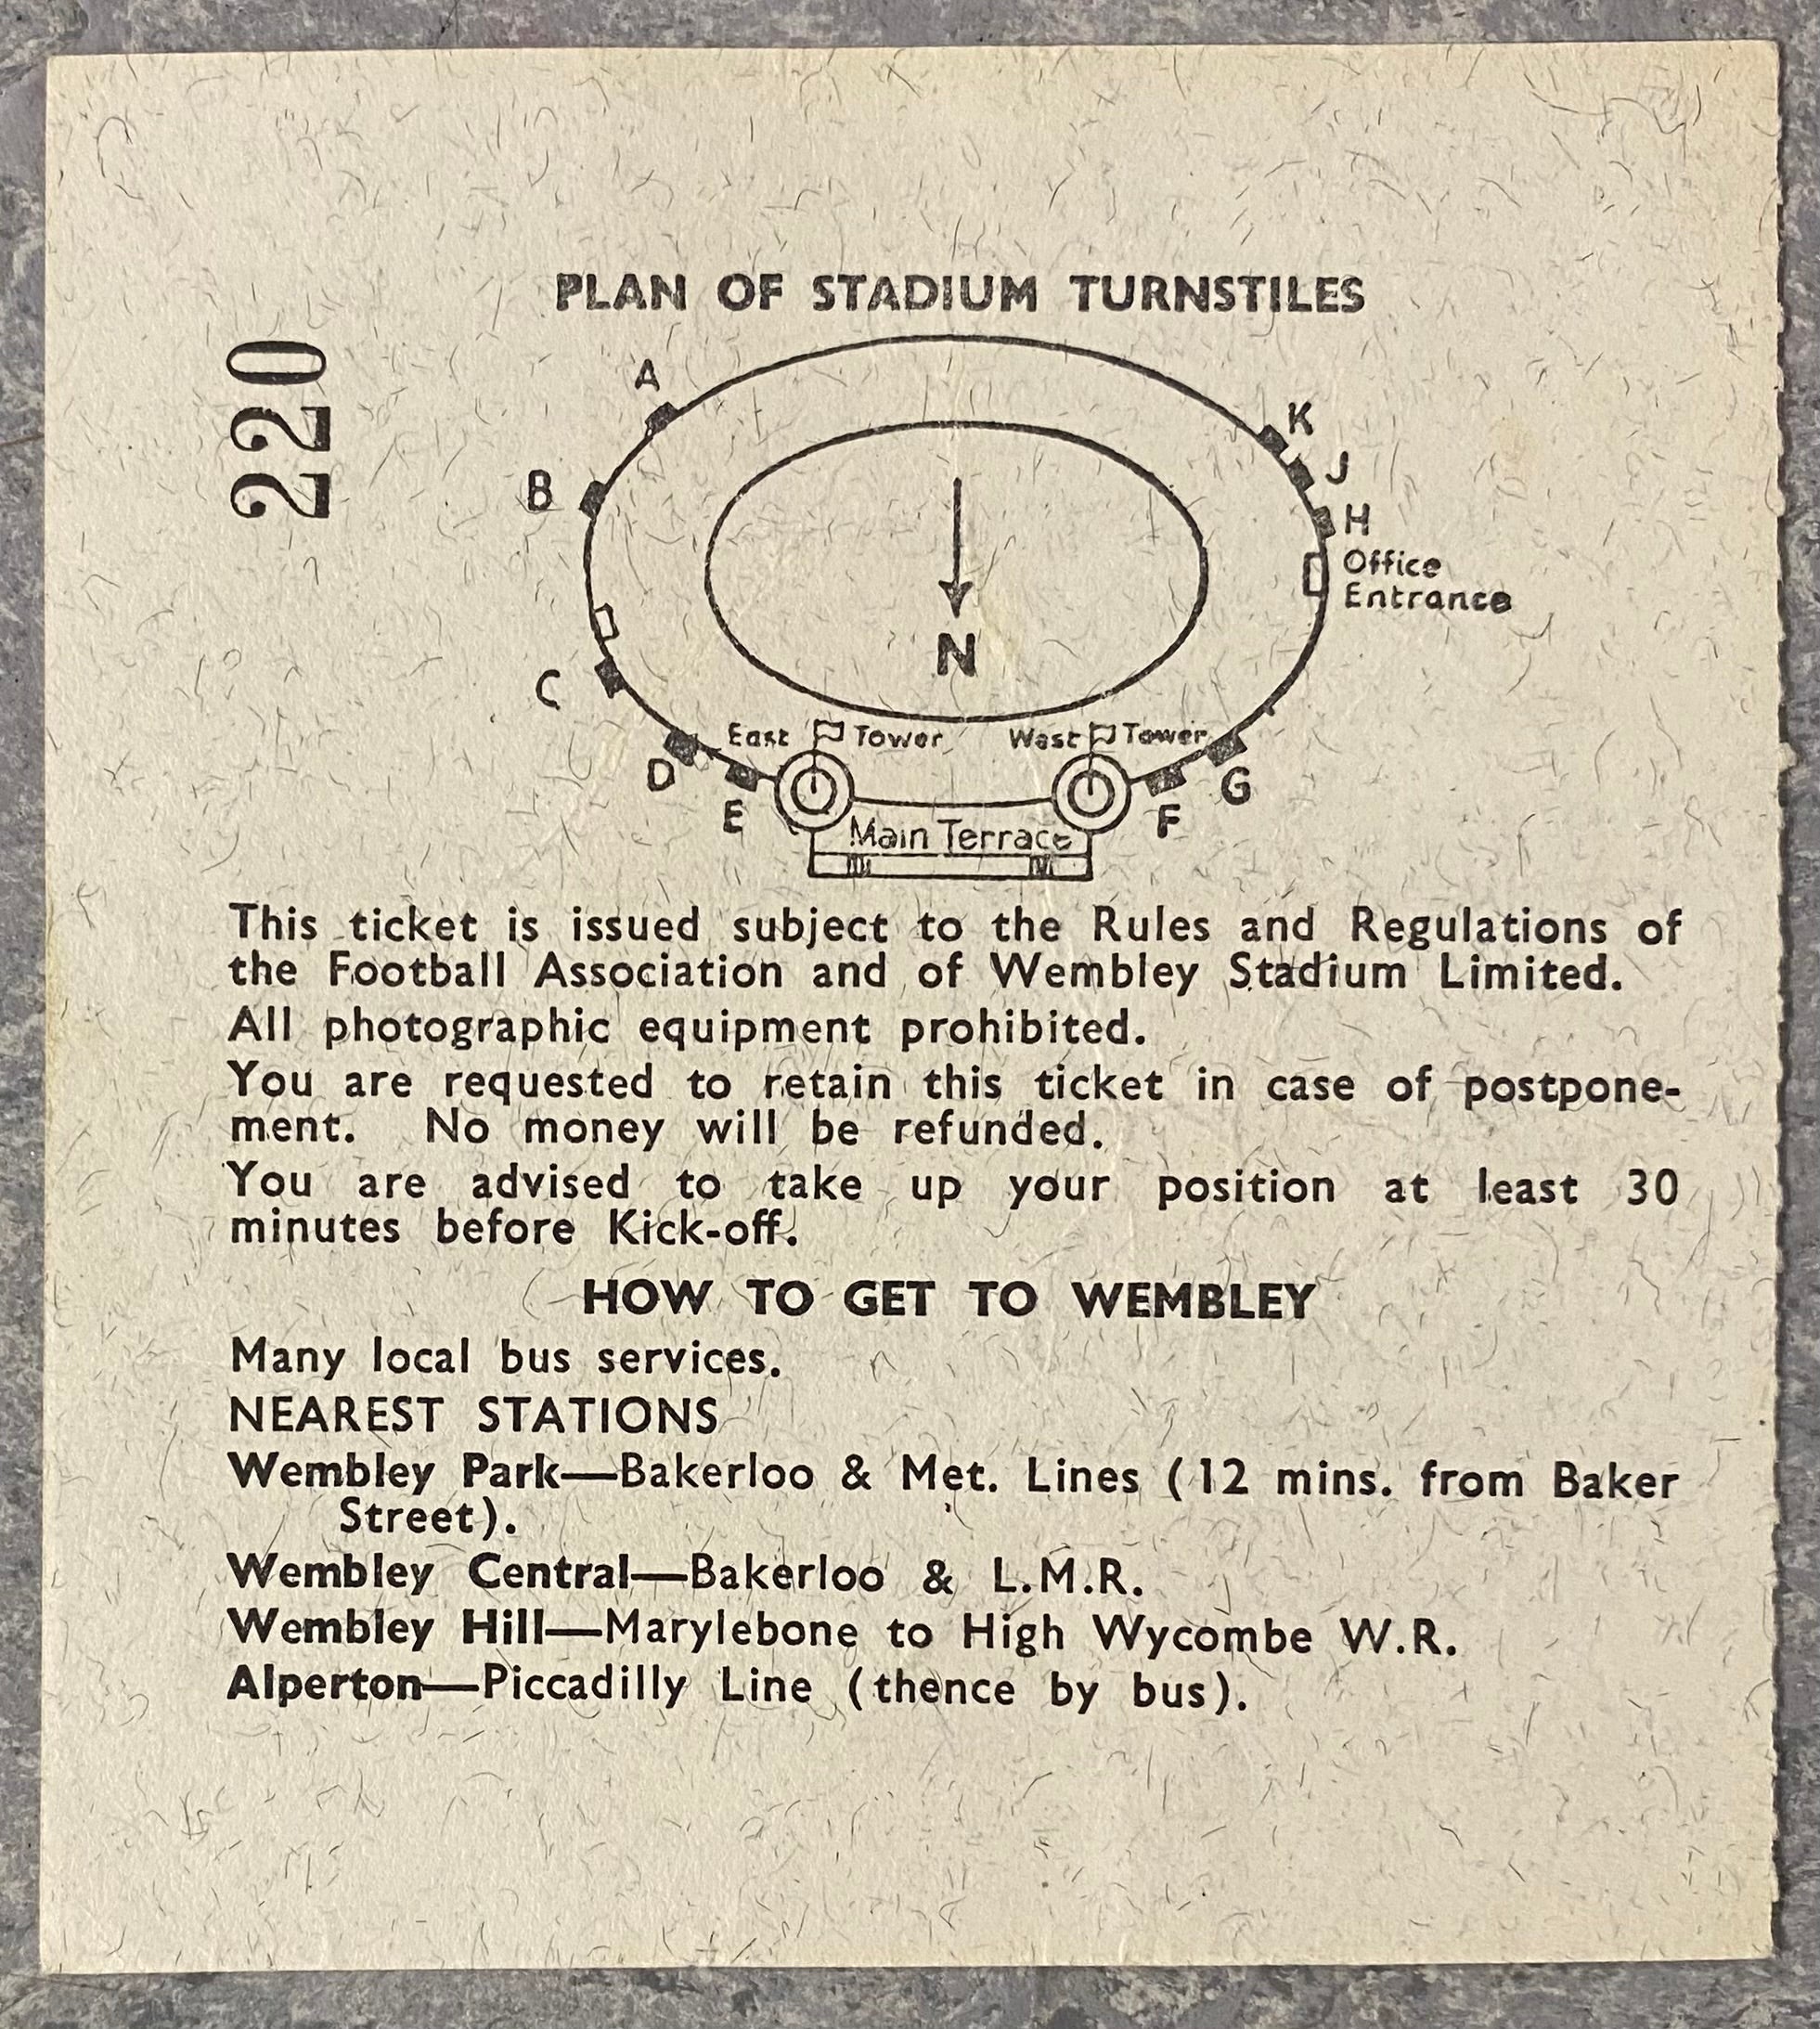 PLAN OF STADIUM TURNSTILES
220
A
K
B
J
H
Office
Entrance
N
C
East Tower
West Tower
D
G
E
F
Main Terrace
This ticket is issued subject to the Rules and Regulations of
the Football Association and of Wembley Stadium Limited.
All photographic equipment prohibited.
You are requested to retain this ticket in case of postpone-
ment. No money will be refunded.
You are advised to take up your position at least 30
minutes before Kick-off.
HOW TO GET TO WEMBLEY
Many local bus services.
NEAREST STATIONS
Wembley Park—Bakerloo & Met. Lines (12 mins. from Baker
Street).
Wembley Central—Bakerloo & L.M.R.
Wembley Hill—Marylebone to High Wycombe W.R.
Alperton—Piccadilly Line (thence by bus).